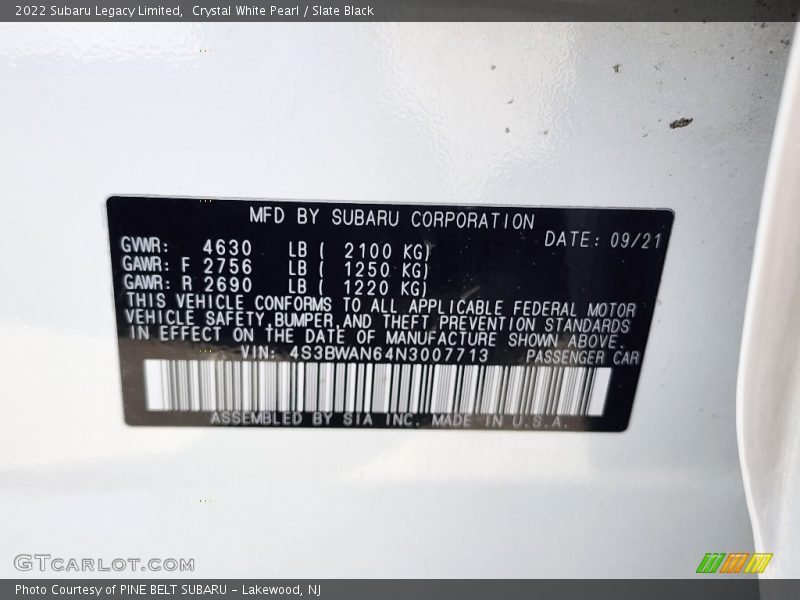 2022 Subaru Legacy Limited,  Crystal White Pearl / Slate Black
MFD BY SUBARU CORPORATION
DATE: 09/21
GVWR: 4630 LB ( 2100 KG)
GAWR: F 2756 LB ( 1250 KG)
GAWR: R 2690 LB ( 1220 KG)
THIS VEHICLE CONFORMS TO ALL APPLICABLE FEDERAL MOTOR
VEHICLE SAFETY,BUMPER,AND THEFT PREVENTION STANDARDS
IN EFFECT ON THE DATE OF MANUFACTURE SHOWN ABOVE.
VIN: 4S3BWAN64N3007713 PASSENGER CAR
ASSEMBLED BY SIA INC. MADE IN U.S.A.
GTCARLOT.COM
Photo Courtesy of PINE BELT SUBARU - Lakewood, NJ